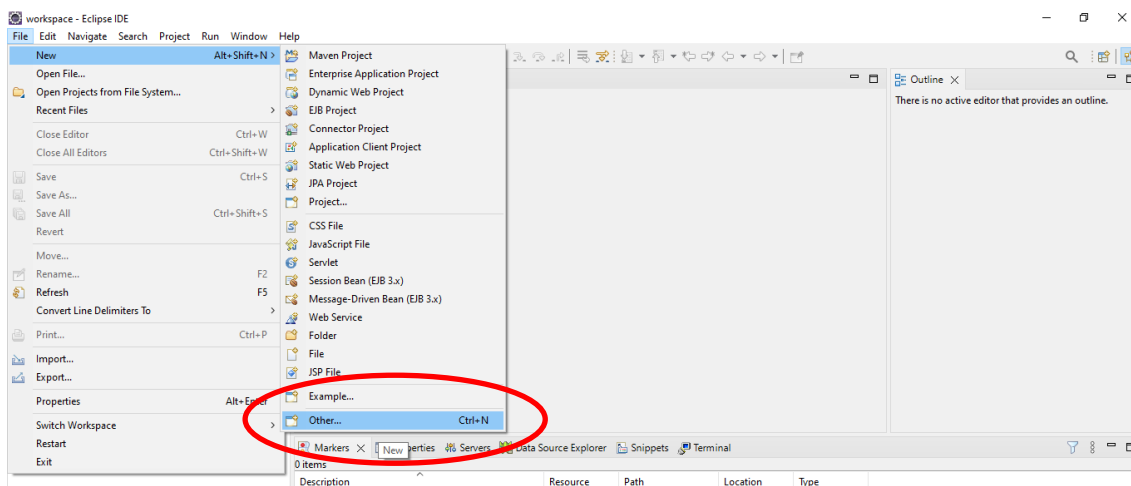 workspace - Eclipse IDE
File Edit Navigate Search Project Run Window Help
New Alt+Shift+N >
Open File...
Open Projects from File System...
Recent Files >
Close Editor Ctrl+W
Close All Editors Ctrl+Shift+W
Save Ctrl+S
Save As...
Save All Ctrl+Shift+S
Revert
Move...
Rename... F2
Refresh F5
Convert Line Delimiters To >
Print... Ctrl+P
Import...
Export...
Properties Alt+Enter
Switch Workspace >
Restart
Exit
Maven Project
Enterprise Application Project
Dynamic Web Project
EJB Project
Connector Project
Application Client Project
Static Web Project
JPA Project
Project...
CSS File
JavaScript File
Servlet
Session Bean (EJB 3.x)
Message-Driven Bean (EJB 3.x)
Web Service
Folder
File
JSP File
Example...
Other... Ctrl+N
New
Outline
There is no active editor that provides an outline.
Markers perties Servers Data Source Explorer Snippets Terminal
0 items
Description Resource Path Location Type